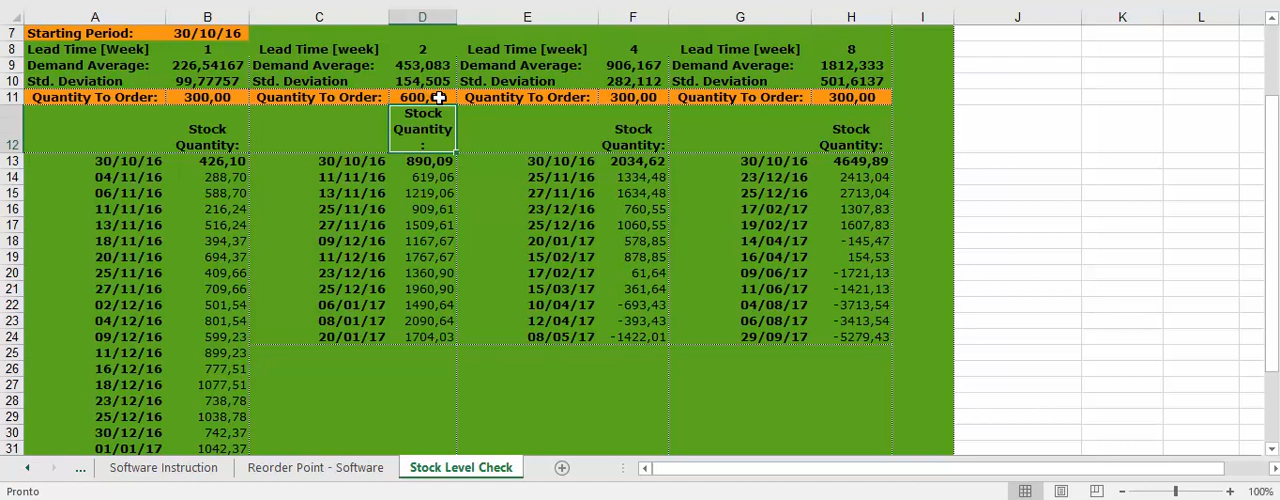 A B C D E F G H I J K L
7 Starting Period: 30/10/16
8 Lead Time [Week] 1 Lead Time [week] 2 Lead Time [week] 4 Lead Time [week] 8
9 Demand Average: 226,54167 Demand Average: 453,083 Demand Average: 906,167 Demand Average: 1812,333
10 Std. Deviation 99,77757 Std. Deviation 154,505 Std. Deviation 282,112 Std. Deviation 501,6137
11 Quantity To Order: 300,00 Quantity To Order: Quantity To Order: 300,00 Quantity To Order: 300,00
Stock
Stock Quantity Stock Stock
12 Quantity: : Quantity: Quantity:
13 30/10/16 426,10 30/10/16 890,09 30/10/16 2034,62 30/10/16 4649,89
14 04/11/16 288,70 11/11/16 619,06 25/11/16 1334,48 23/12/16 2413,04
15 06/11/16 588,70 13/11/16 1219,06 27/11/16 1634,48 25/12/16 2713,04
16 11/11/16 216,24 25/11/16 909,61 23/12/16 760,55 17/02/17 1307,83
17 13/11/16 516,24 27/11/16 1509,61 25/12/16 1060,55 19/02/17 1607,83
18 18/11/16 394,37 09/12/16 1167,67 20/01/17 578,85 14/04/17 -145,47
19 20/11/16 694,37 11/12/16 1767,67 15/02/17 878,85 16/04/17 154,53
20 25/11/16 409,66 23/12/16 1360,90 17/02/17 61,64 09/06/17 -1721,13
21 27/11/16 709,66 25/12/16 1960,90 15/03/17 361,64 11/06/17 -1421,13
22 02/12/16 501,54 06/01/17 1490,64 10/04/17 -693,43 04/08/17 -3713,54
23 04/12/16 801,54 08/01/17 2090,64 12/04/17 -393,43 06/08/17 -3413,54
24 09/12/16 599,23 20/01/17 1704,03 08/05/17 -1422,01 29/09/17 -5279,43
25 11/12/16 899,23
26 16/12/16 777,51
27 18/12/16 1077,51
28 23/12/16 738,78
29 25/12/16 1038,78
30 30/12/16 742,37
31 01/01/17 1042,37
... Software Instruction Reorder Point - Software Stock Level Check
Pronto 100%